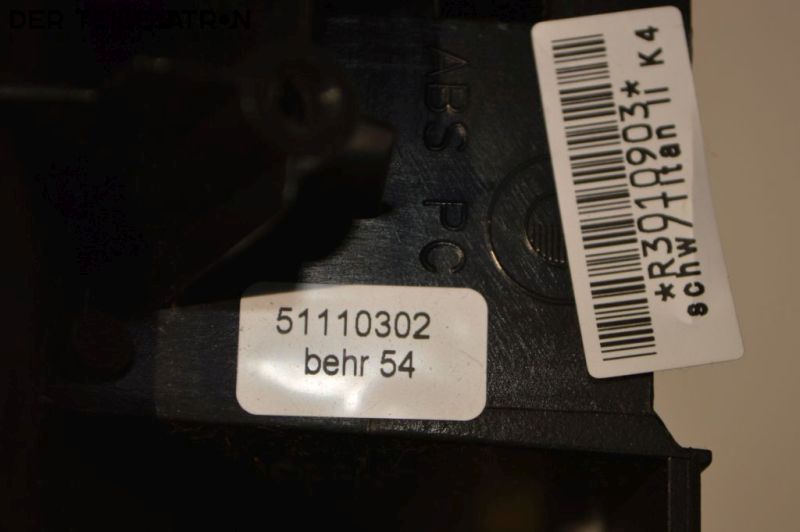 ABS PC
*R3910903*
schw/Titan II K4
51110302
behr 54